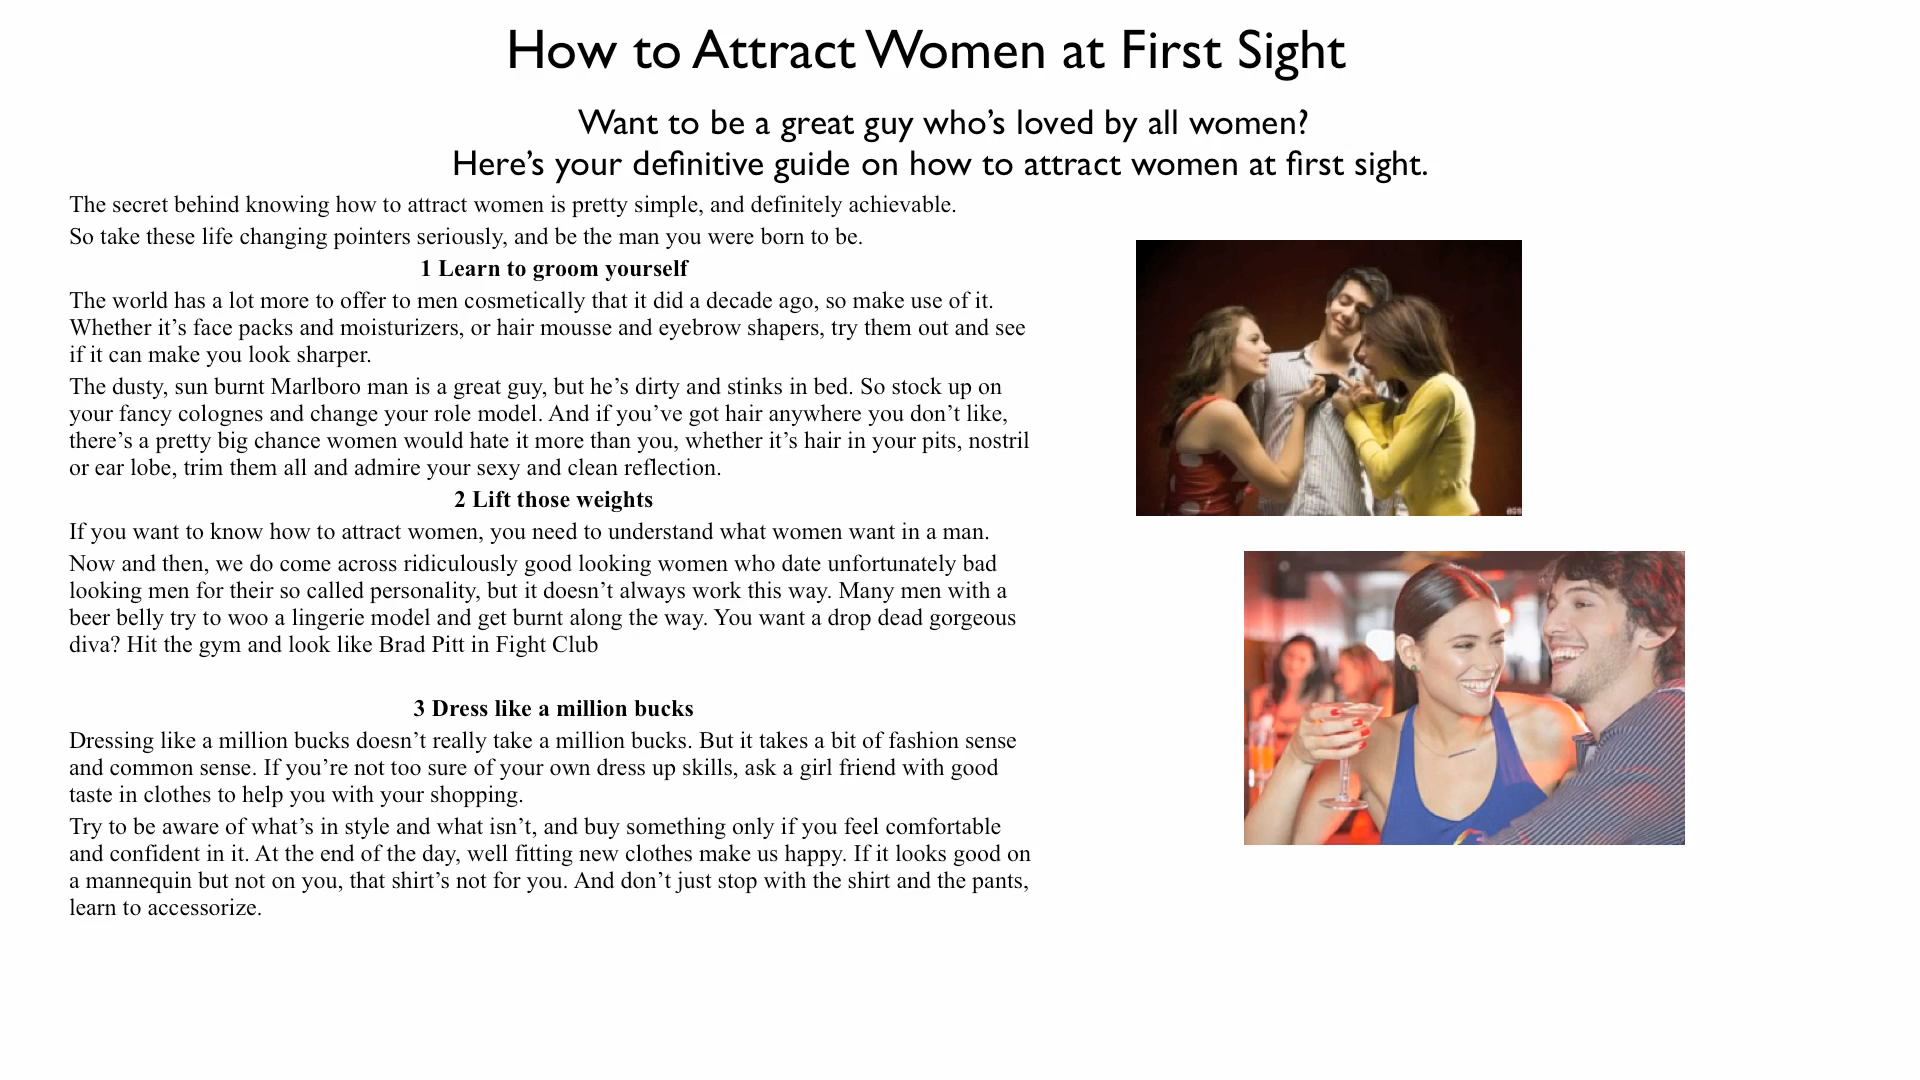 How to Attract Women at First Sight
Want to be a great guy who’s loved by all women?
Here’s your definitive guide on how to attract women at first sight.
The secret behind knowing how to attract women is pretty simple, and definitely achievable.
So take these life changing pointers seriously, and be the man you were born to be.
1 Learn to groom yourself
The world has a lot more to offer to men cosmetically that it did a decade ago, so make use of it.
Whether it’s face packs and moisturizers, or hair mousse and eyebrow shapers, try them out and see
if it can make you look sharper.
The dusty, sun burnt Marlboro man is a great guy, but he’s dirty and stinks in bed. So stock up on
your fancy colognes and change your role model. And if you’ve got hair anywhere you don’t like,
there’s a pretty big chance women would hate it more than you, whether it’s hair in your pits, nostril
or ear lobe, trim them all and admire your sexy and clean reflection.
2 Lift those weights
If you want to know how to attract women, you need to understand what women want in a man.
Now and then, we do come across ridiculously good looking women who date unfortunately bad
looking men for their so called personality, but it doesn’t always work this way. Many men with a
beer belly try to woo a lingerie model and get burnt along the way. You want a drop dead gorgeous
diva? Hit the gym and look like Brad Pitt in Fight Club
3 Dress like a million bucks
Dressing like a million bucks doesn’t really take a million bucks. But it takes a bit of fashion sense
and common sense. If you’re not too sure of your own dress up skills, ask a girl friend with good
taste in clothes to help you with your shopping.
Try to be aware of what’s in style and what isn’t, and buy something only if you feel comfortable
and confident in it. At the end of the day, well fitting new clothes make us happy. If it looks good on
a mannequin but not on you, that shirt’s not for you. And don’t just stop with the shirt and the pants,
learn to accessorize.